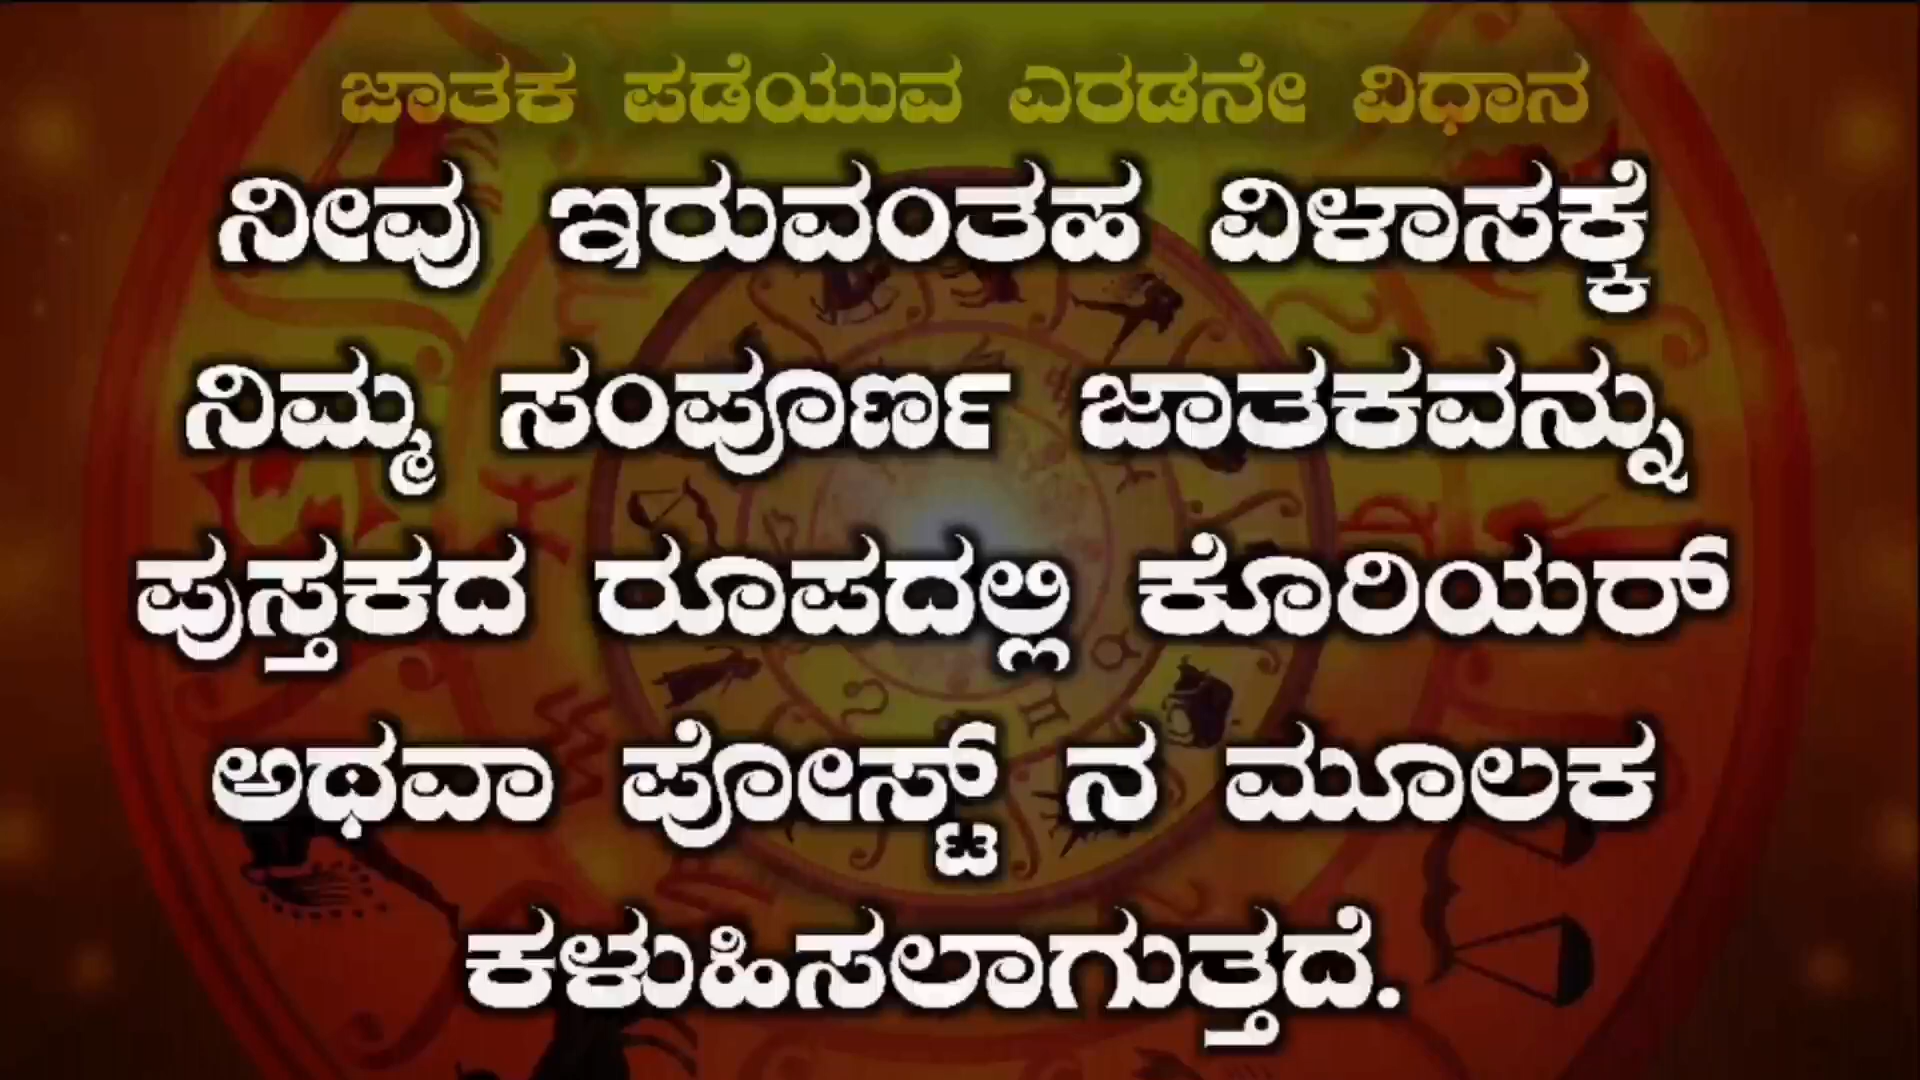 ಜಾತಕ ಪಡೆಯುವ ಎರಡನೇ ವಿಧಾನ
ನೀವು ಇರುವಂತಹ ವಿಳಾಸಕ್ಕೆ
ನಿಮ್ಮ ಸಂಪೂರ್ಣ ಜಾತಕವನ್ನು
ಪುಸ್ತಕದ ರೂಪದಲ್ಲಿ ಕೊರಿಯರ್
ಅಥವಾ ಪೋಸ್ಟ್ ನ ಮೂಲಕ
ಕಳುಹಿಸಲಾಗುತ್ತದೆ.